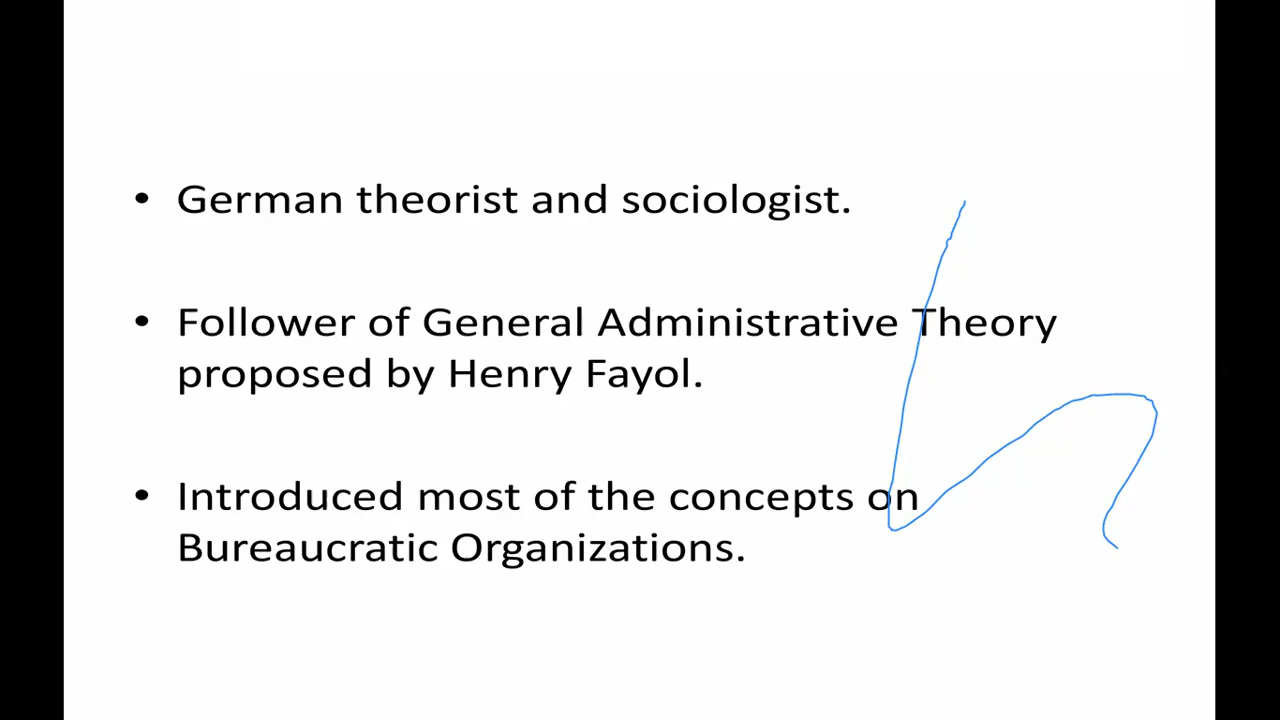 • German theorist and sociologist.
• Follower of General Administrative Theory
proposed by Henry Fayol.
• Introduced most of the concepts on
Bureaucratic Organizations.